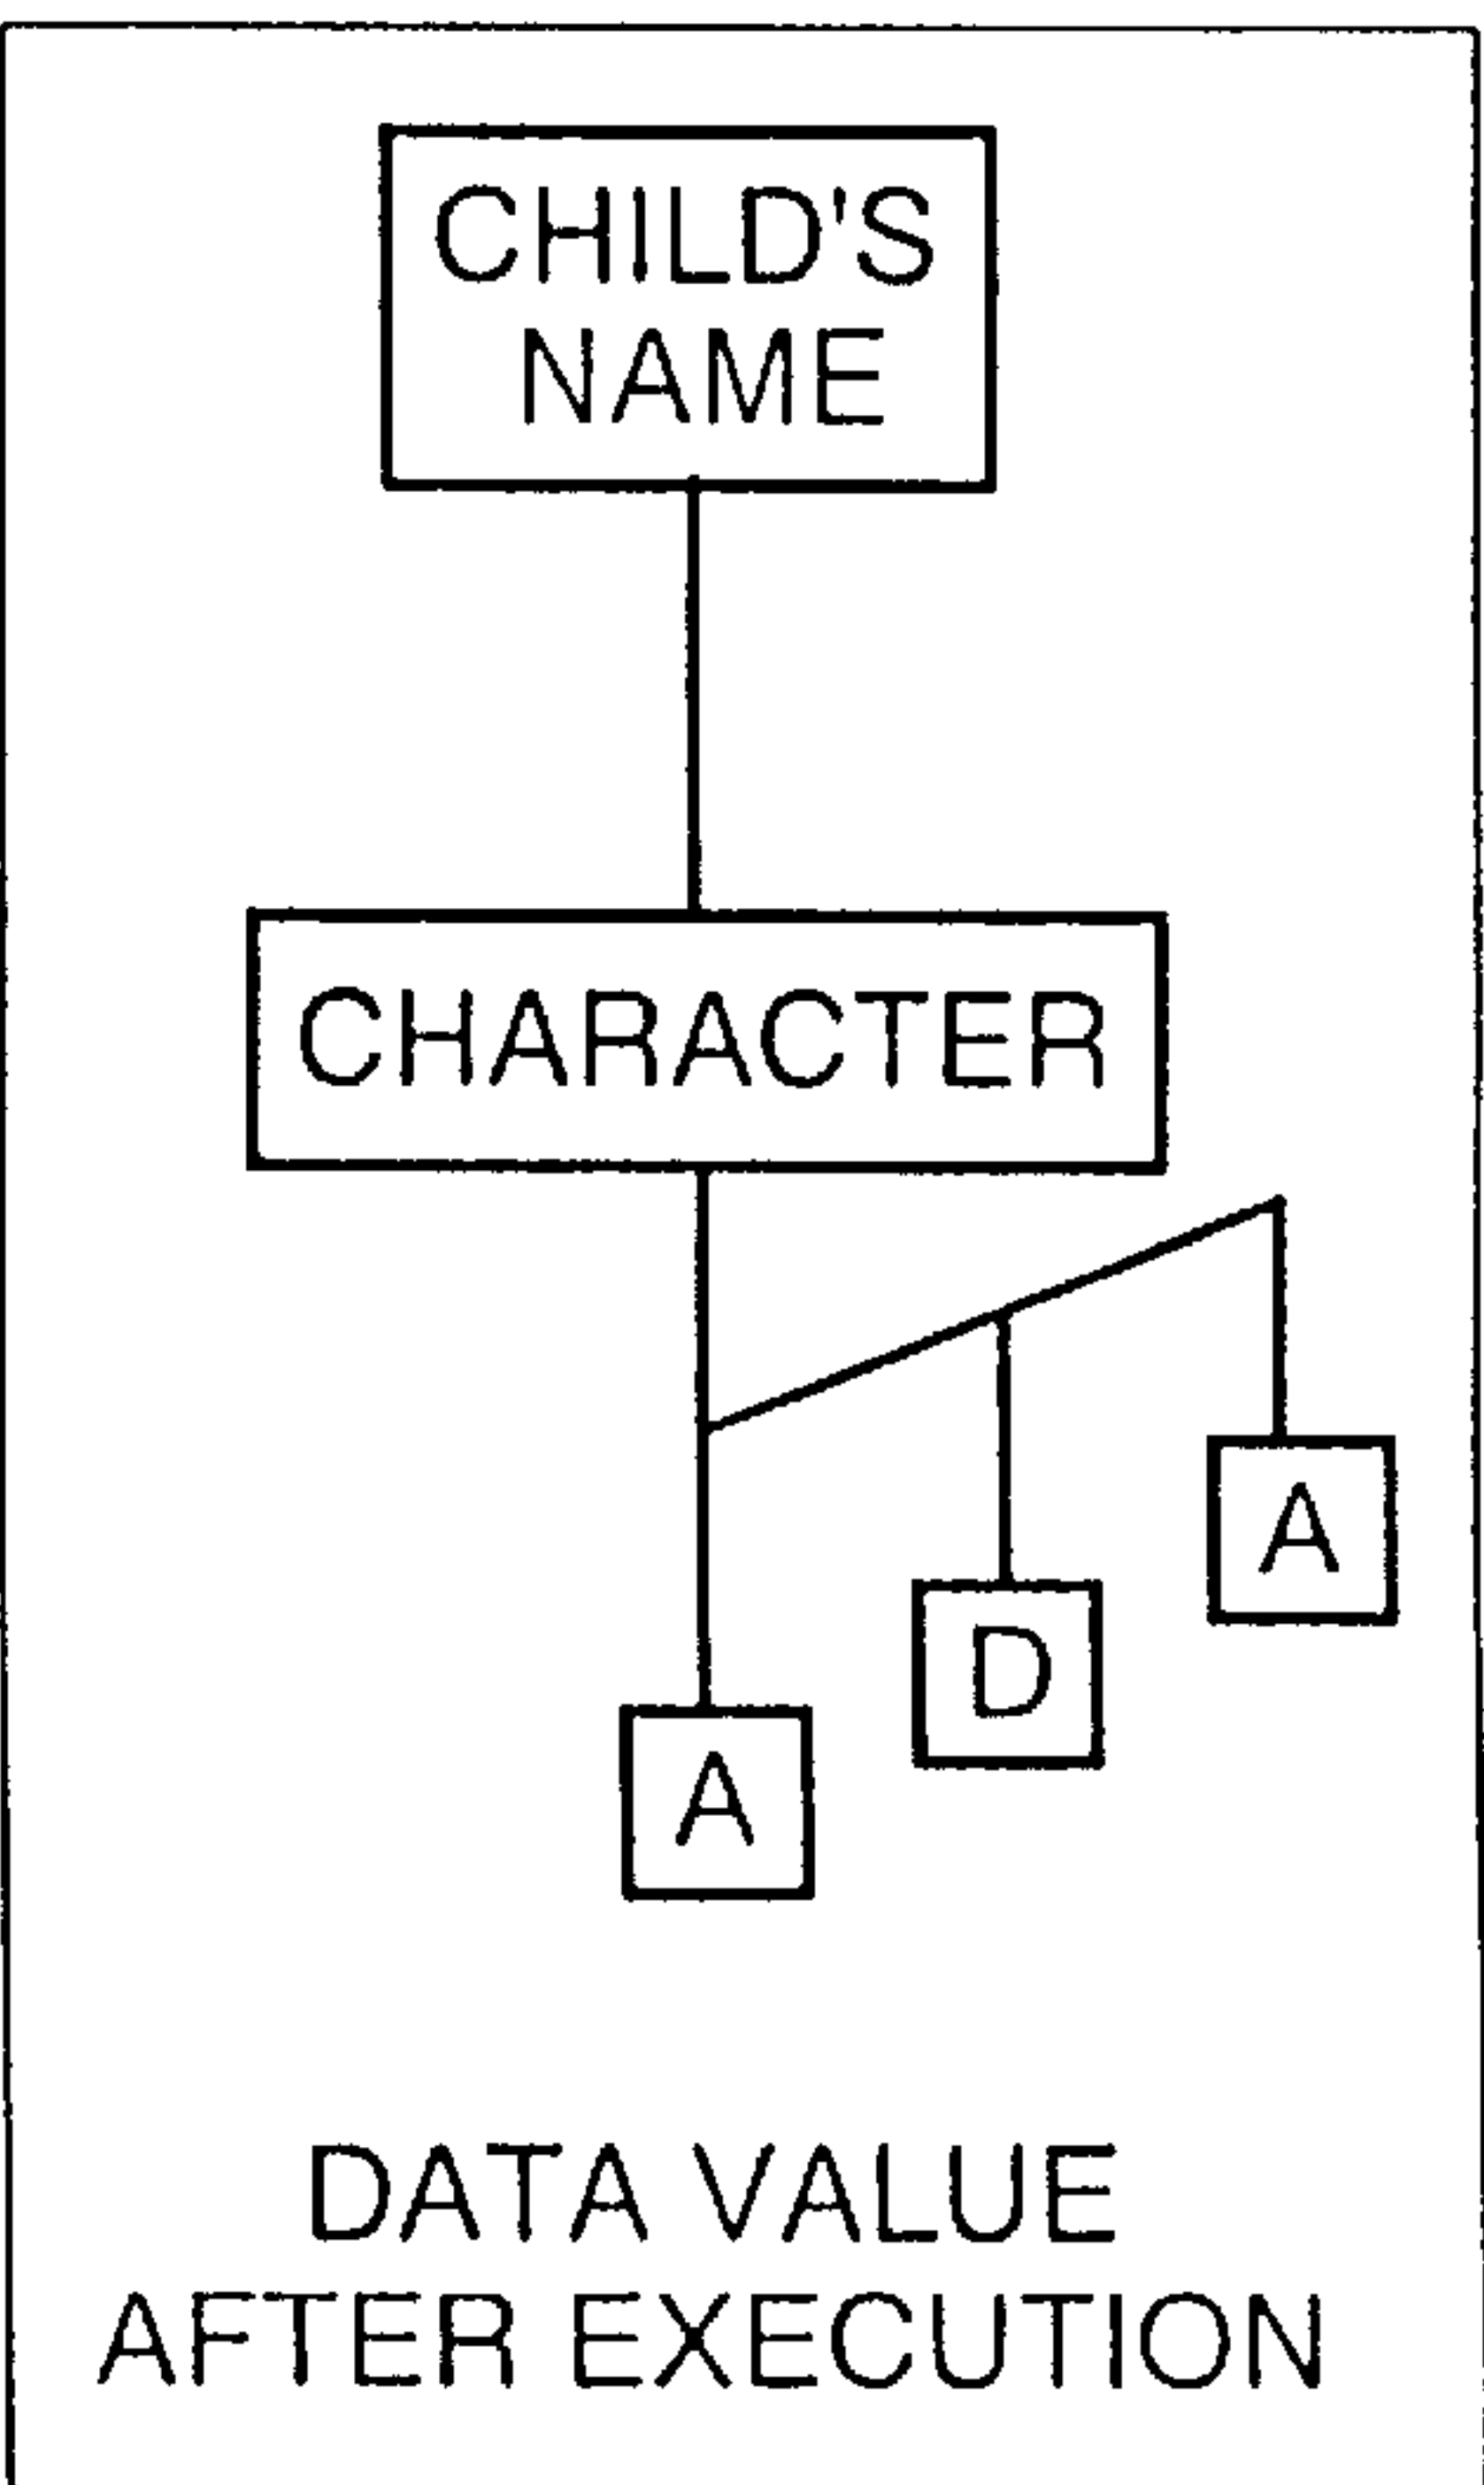 CHILD'S
NAME
CHARACTER
A
D
A
DATA VALUE
AFTER EXECUTION